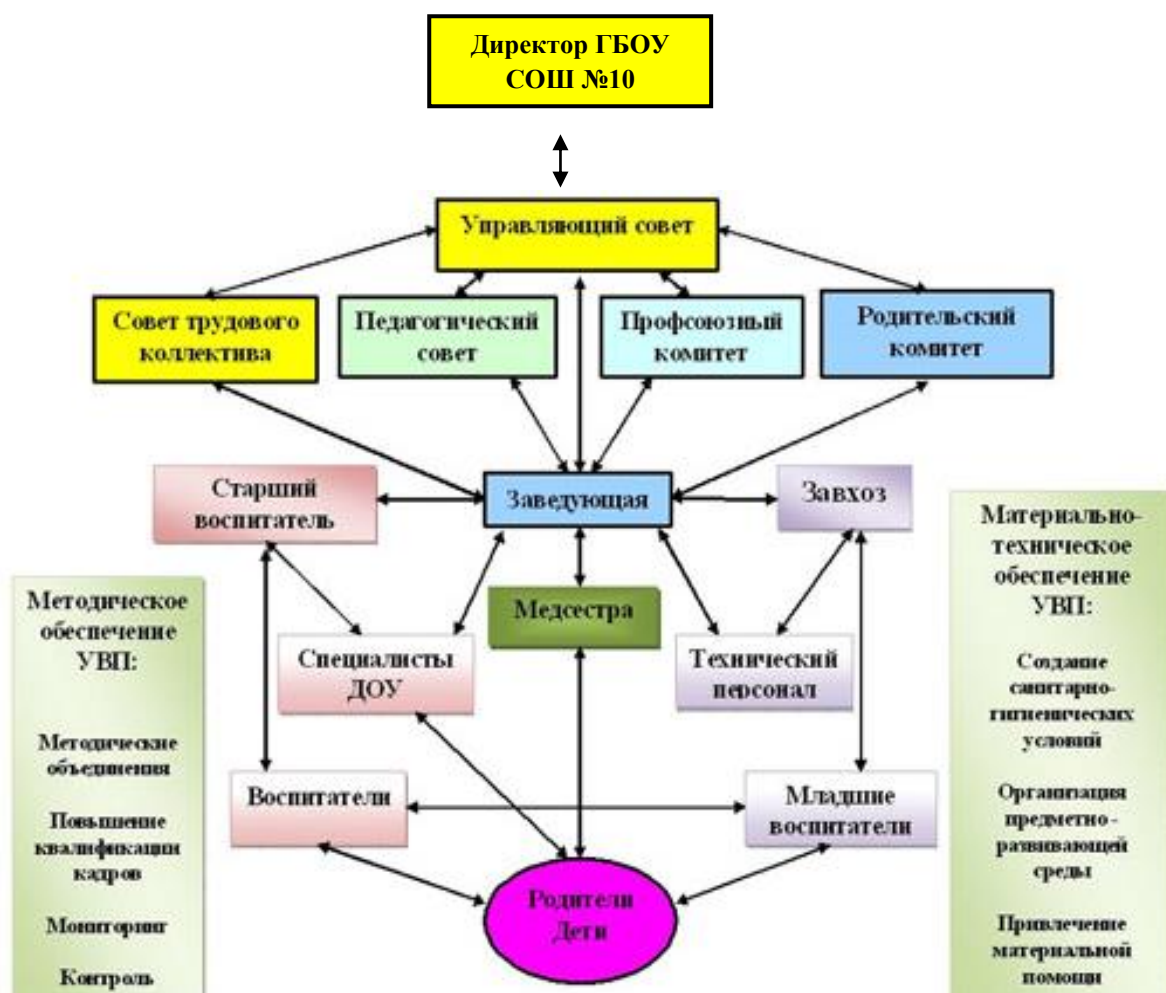 Директор ГБОУ
СОШ №10
Управляющий совет
Совет трудового
коллектива
Педагогический
совет
Профсоюзный
комитет
Родительский
комитет
Старший
воспитатель
Заведующая
Завхоз
Методическое
обеспечение
УВП:
Методические
объединения
Повышение
квалификации
кадров
Мониторинг
Контроль
Медсестра
Специалисты
ДОУ
Технический
персонал
Материально-
техническое
обеспечение
УВП:
Создание
санитарно-
гигиенических
условий
Организация
предметно-
развивающей
среды
Привлечение
материальной
помощи
Воспитатели
Младшие
воспитатели
Родители
Дети